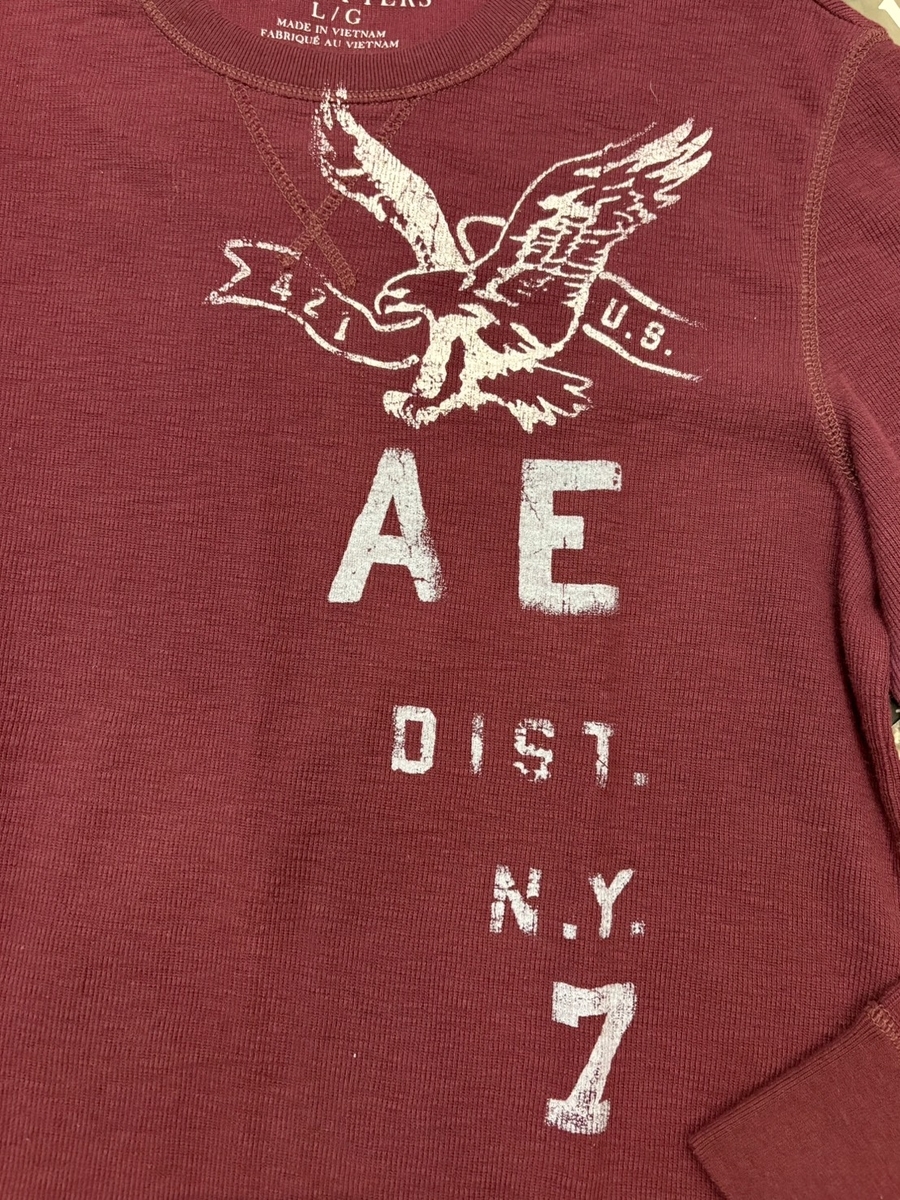 L / G
MADE IN VIETNAM
FABRIQUÉ AU VIETNAM
421
U.S.
AE
DIST.
N.Y.
7